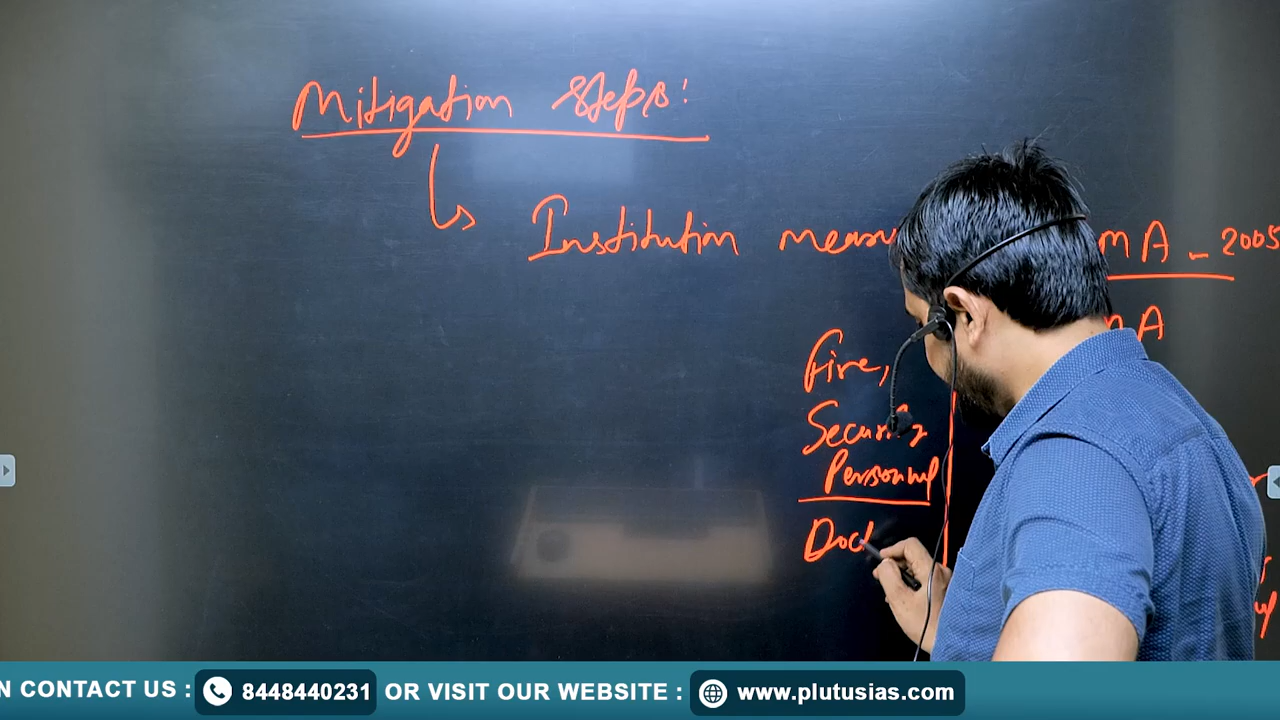 Mitigation steps:
Institution meas MA - 2005
MA
Fire,
Security
Personnel
Doc
N CONTACT US : 8448440231 OR VISIT OUR WEBSITE : www.plutusias.com